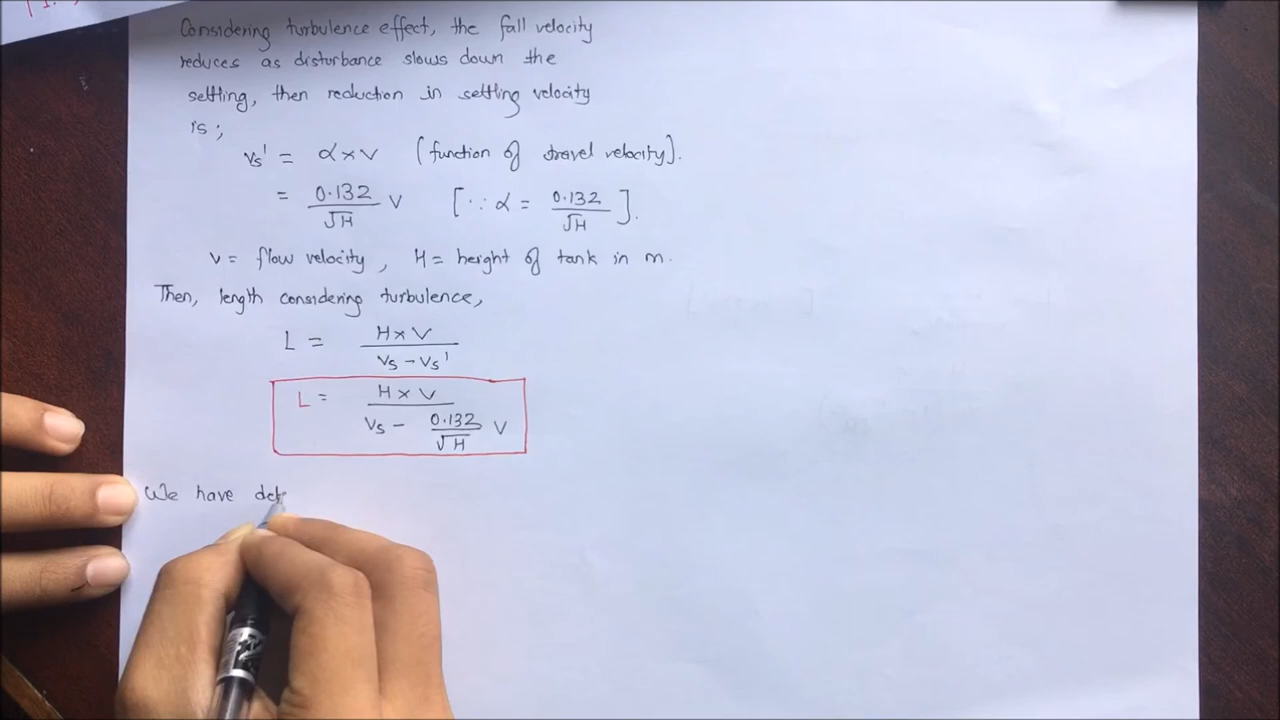 Considering turbulence effect, the fall velocity
reduces as disturbance slows down the
settling, then reduction in settling velocity
is;
Vs' = α × V (function of travel velocity).
= 0.132/√H V [∵ α = 0.132/√H].
V = flow velocity, H = height of tank in m.
Then, length considering turbulence,
L = H × V / Vs - Vs'
L = H × V / Vs - 0.132/√H V
We have det